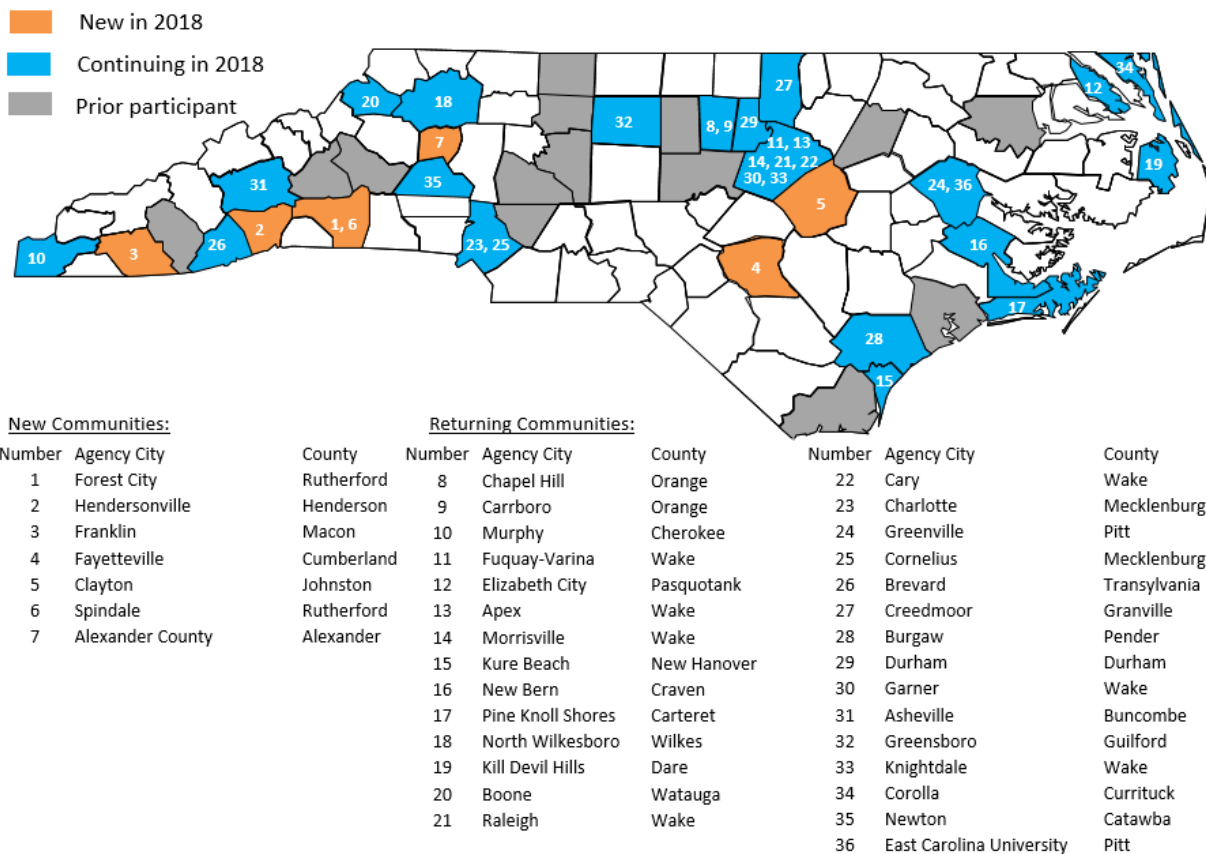 New in 2018
Continuing in 2018
Prior participant
34
27
12
20
18
32
8, 9
29
7
11, 13
14, 21, 22
30, 33
19
31
35
24, 36
5
1, 6
2
26
23, 25
16
3
10
4
17
28
15
New Communities:
Number Agency City County
1 Forest City Rutherford
2 Hendersonville Henderson
3 Franklin Macon
4 Fayetteville Cumberland
5 Clayton Johnston
6 Spindale Rutherford
7 Alexander County Alexander
Returning Communities:
Number Agency City County
8 Chapel Hill Orange
9 Carrboro Orange
10 Murphy Cherokee
11 Fuquay-Varina Wake
12 Elizabeth City Pasquotank
13 Apex Wake
14 Morrisville Wake
15 Kure Beach New Hanover
16 New Bern Craven
17 Pine Knoll Shores Carteret
18 North Wilkesboro Wilkes
19 Kill Devil Hills Dare
20 Boone Watauga
21 Raleigh Wake
Number Agency City County
22 Cary Wake
23 Charlotte Mecklenburg
24 Greenville Pitt
25 Cornelius Mecklenburg
26 Brevard Transylvania
27 Creedmoor Granville
28 Burgaw Pender
29 Durham Durham
30 Garner Wake
31 Asheville Buncombe
32 Greensboro Guilford
33 Knightdale Wake
34 Corolla Currituck
35 Newton Catawba
36 East Carolina University Pitt